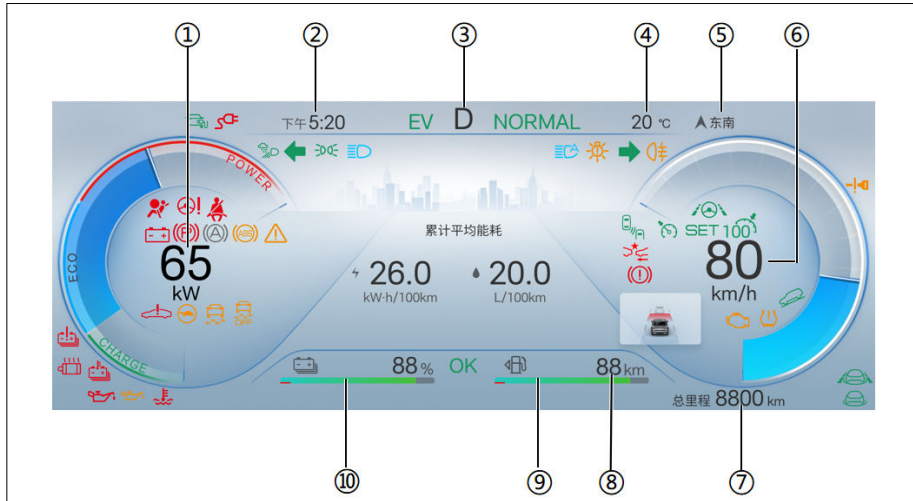 ① ② ③ ④ ⑤ ⑥
下午5:20 EV D NORMAL 20 ℃ 东南
POWER
ECO
CHARGE
(P) (A) (ABS)
65
kW
累计平均能耗
26.0 20.0
kW·h/100km L/100km
A
SET 100
80
km/h
88% OK 88km
总里程 8800 km
⑩ ⑨ ⑧ ⑦